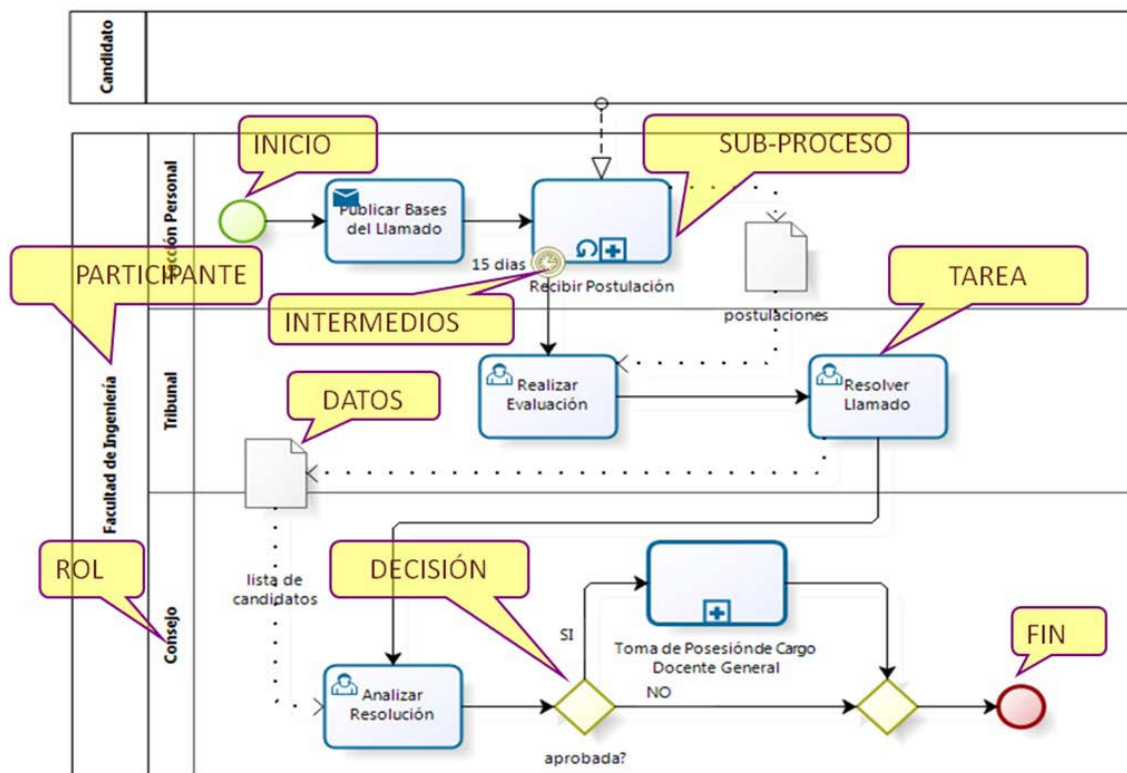 Candidato
INICIO
SUB-PROCESO
Publicar Bases
del Llamado
15 dias
Recibir Postulación
PARTICIPANTE
INTERMEDIOS
postulaciones
TAREA
Realizar
Evaluación
Resolver
Llamado
DATOS
Tribunal
Facultad de Ingeniería
ROL
lista de
candidatos
DECISIÓN
SI
Toma de Posesión de Cargo
Docente General
NO
FIN
Consejo
Analizar
Resolución
aprobada?
Personal